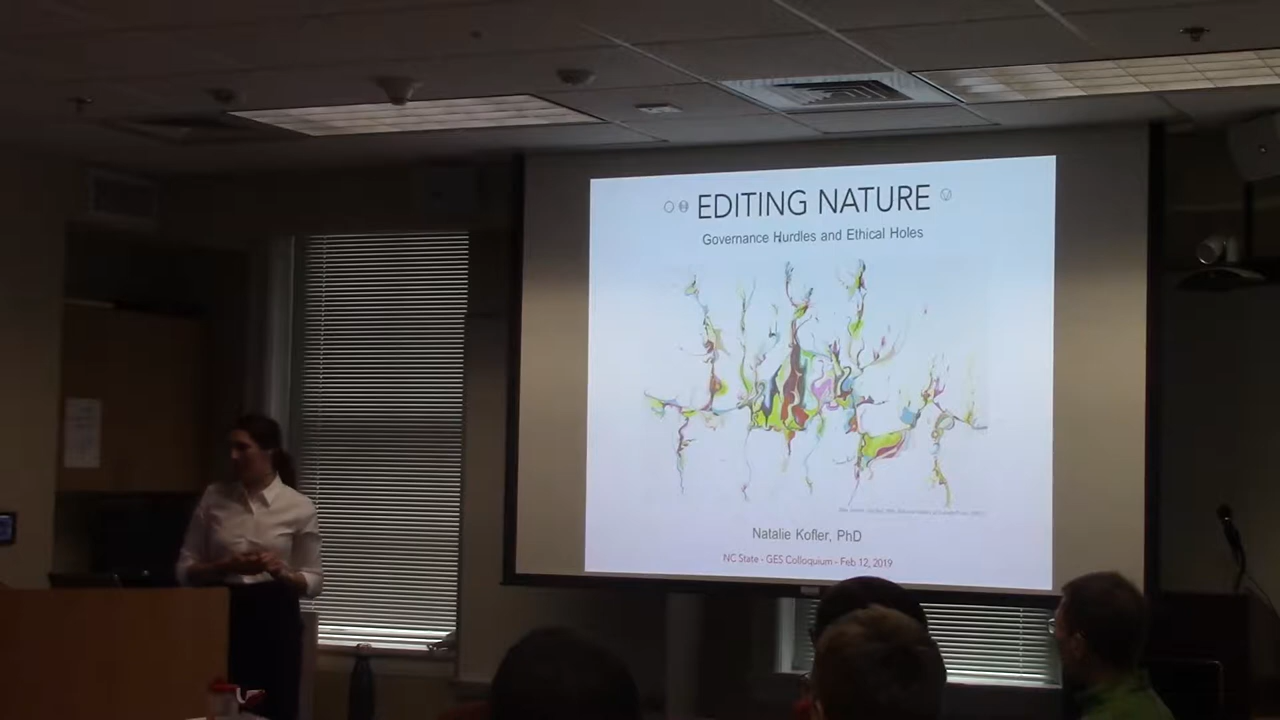 EDITING NATURE
Governance Hurdles and Ethical Holes
Natalie Kofler, PhD
NC State - GES Colloquium - Feb 12, 2019